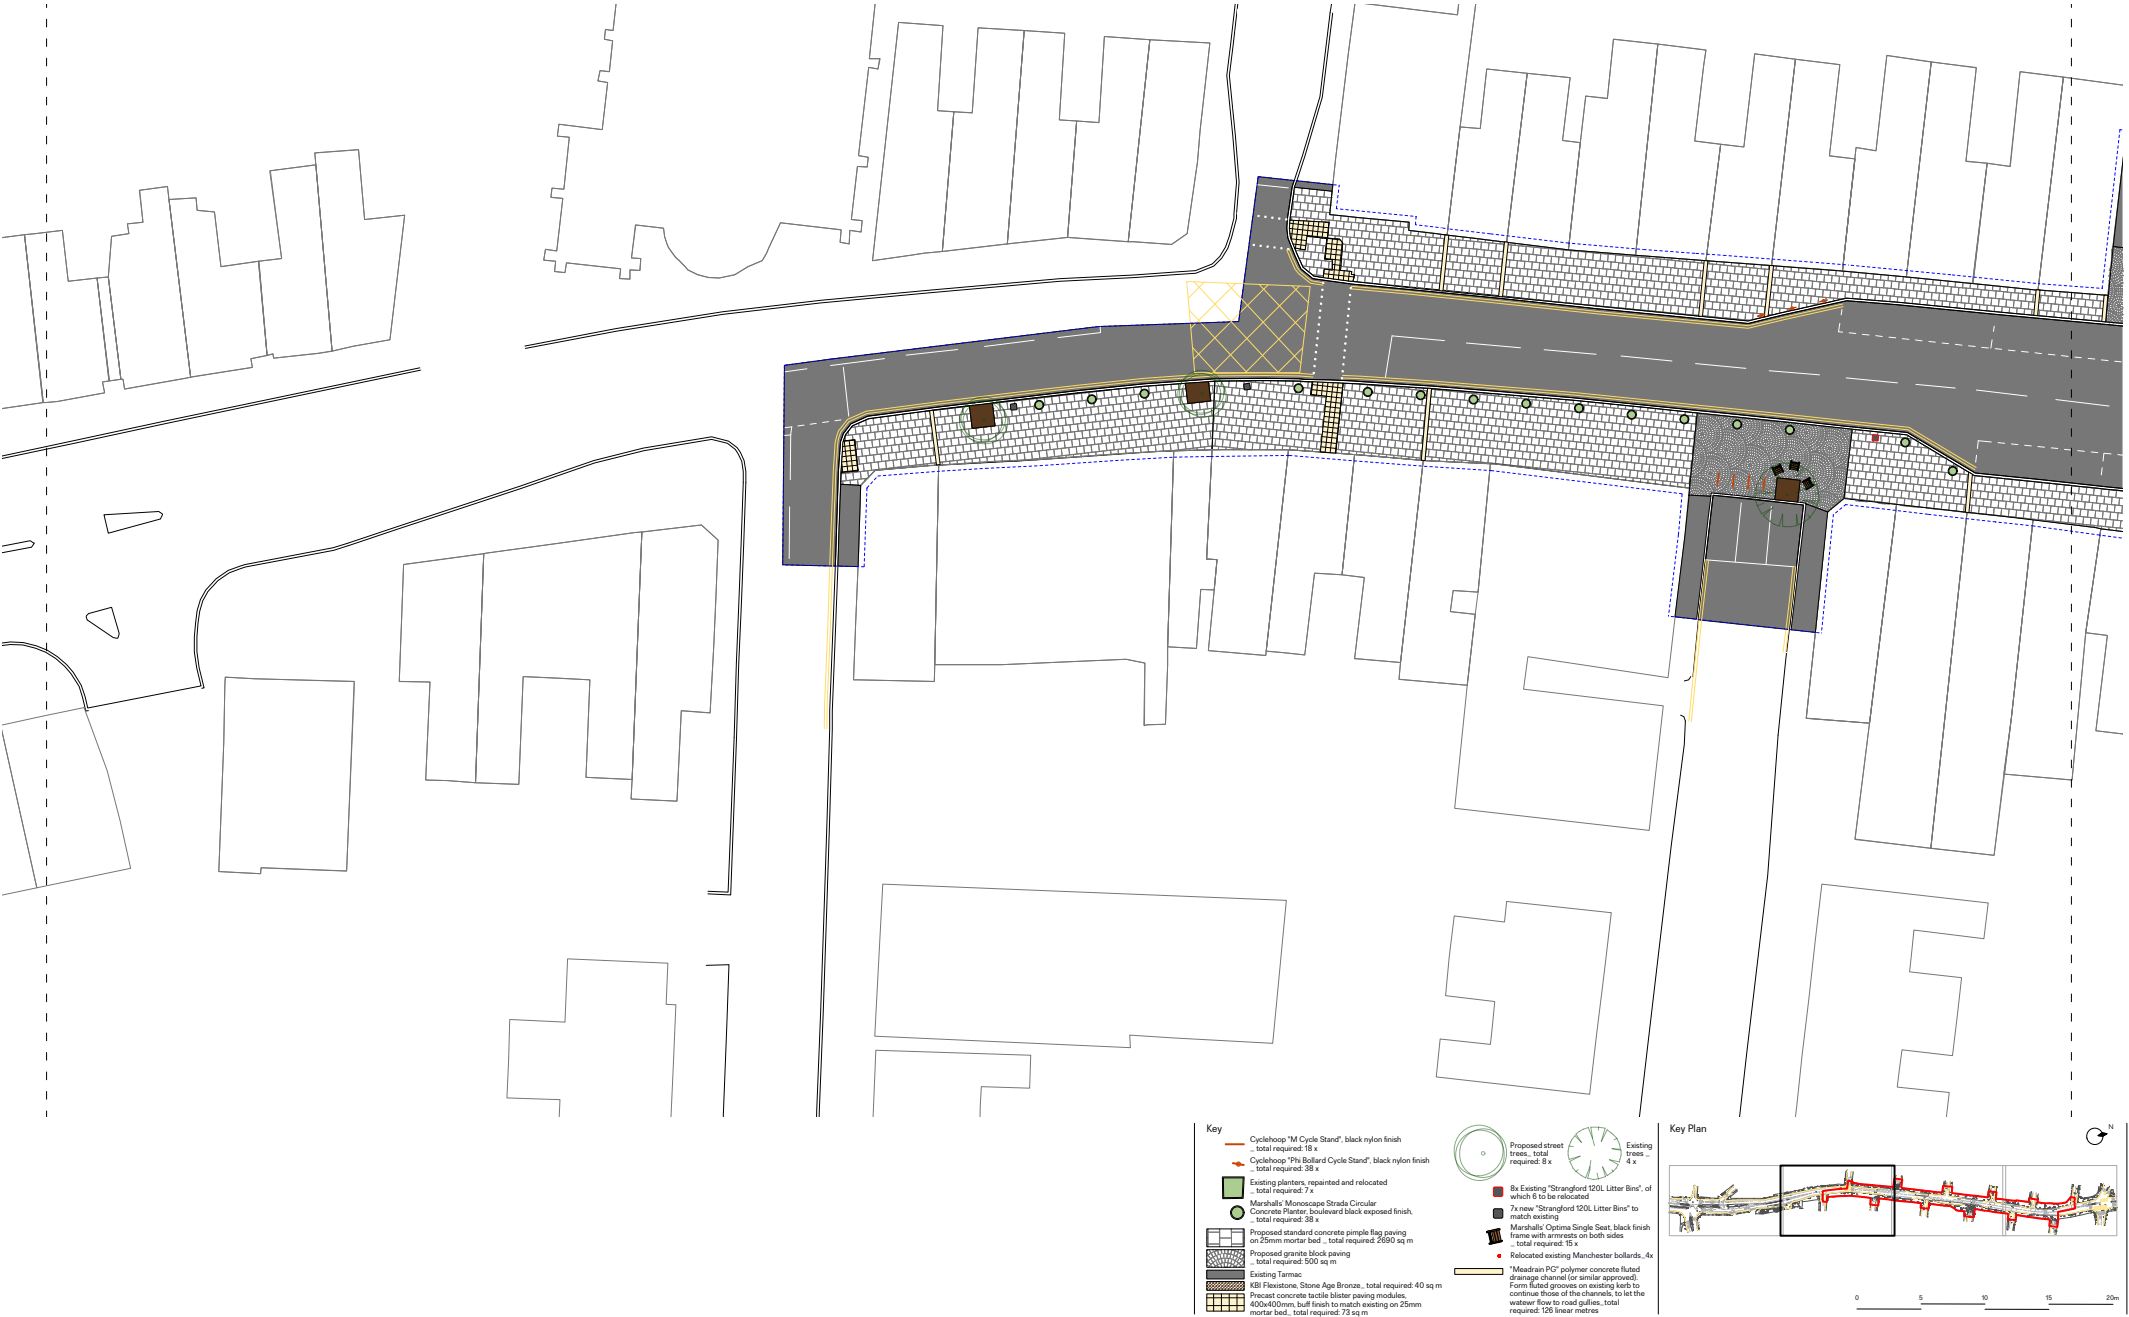 Key
Cyclehoop "M Cycle Stand", black nylon finish
_ total required: 18 x
Cyclehoop "Phi Bollard Cycle Stand", black nylon finish
_ total required: 38 x
Existing planters, repainted and relocated
_ total required: 7 x
Marshalls' Monoscape Strada Circular
Concrete Planter, boulevard black exposed finish,
_ total required: 38 x
Proposed standard concrete pimple flag paving
on 25mm mortar bed _ total required: 2690 sq m
Proposed granite block paving
_ total required: 500 sq m
Existing Tarmac
KBI Flexistone, Stone Age Bronze_ total required: 40 sq m
Precast concrete tactile blister paving modules,
400x400mm, buff finish to match existing on 25mm
mortar bed_ total required: 73 sq m
Proposed street
trees_ total
required: 8 x
Existing
trees _
4 x
8x Existing "Strangford 120L Litter Bins", of
which 6 to be relocated
7x new "Strangford 120L Litter Bins" to
match existing
Marshalls' Optima Single Seat, black finish
frame with armrests on both sides
_ total required: 15 x
Relocated existing Manchester bollards_4x
"Meadrain PG" polymer concrete fluted
drainage channel (or similar approved).
Form fluted grooves on existing kerb to
continue those of the channels, to let the
watewr flow to road gullies_total
required: 126 linear metres
Key Plan
N
0 5 10 15 20m